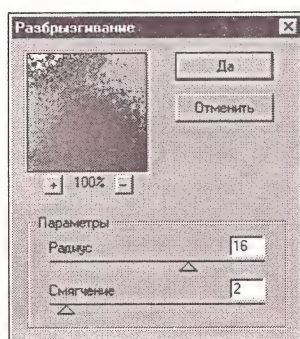 Разбрызгивание
Да
Отменить
+ 100% -
Параметры
Радиус 16
Смягчение 2